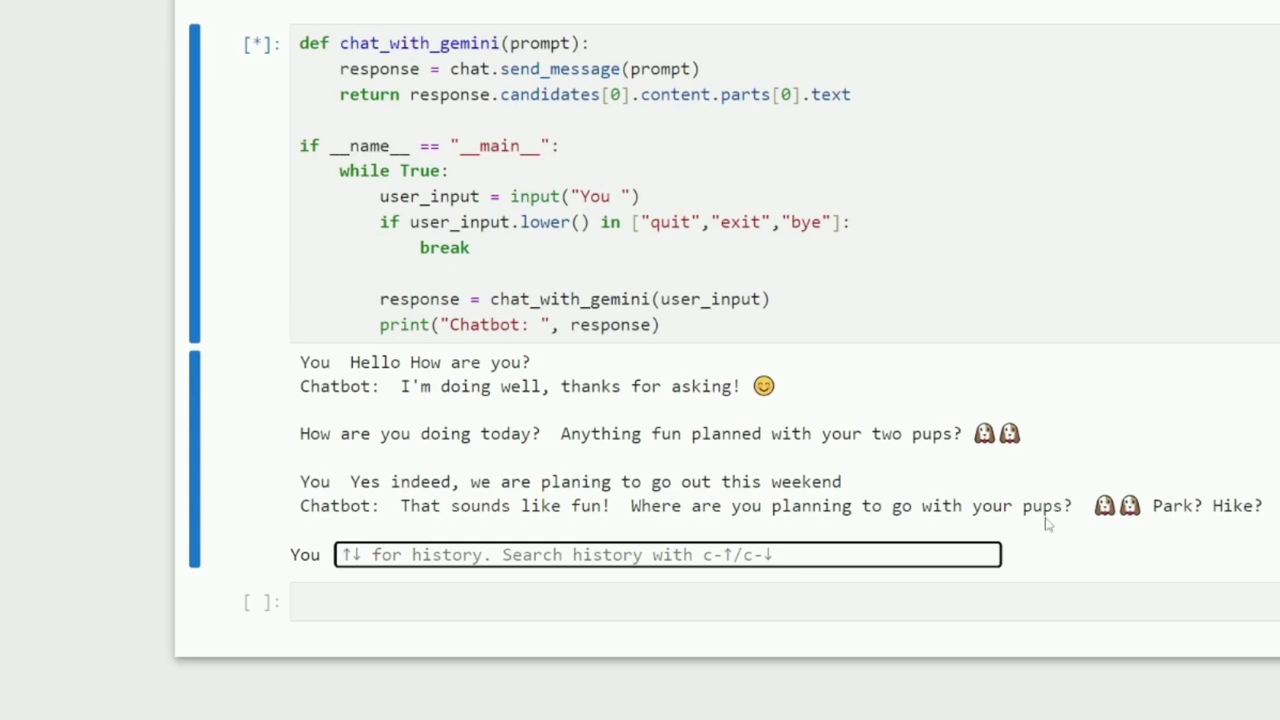 [*]: def chat_with_gemini(prompt):
response = chat.send_message(prompt)
return response.candidates[0].content.parts[0].text
if __name__ == "__main__":
while True:
user_input = input("You ")
if user_input.lower() in ["quit","exit","bye"]:
break
response = chat_with_gemini(user_input)
print("Chatbot: ", response)
You  Hello How are you?
Chatbot:  I'm doing well, thanks for asking! 😊
How are you doing today?  Anything fun planned with your two pups? 🐶🐶
You  Yes indeed, we are planing to go out this weekend
Chatbot:  That sounds like fun!  Where are you planning to go with your pups?  🐶🐶 Park? Hike?
You ↑↓ for history. Search history with c-↑/c-↓
[ ]: